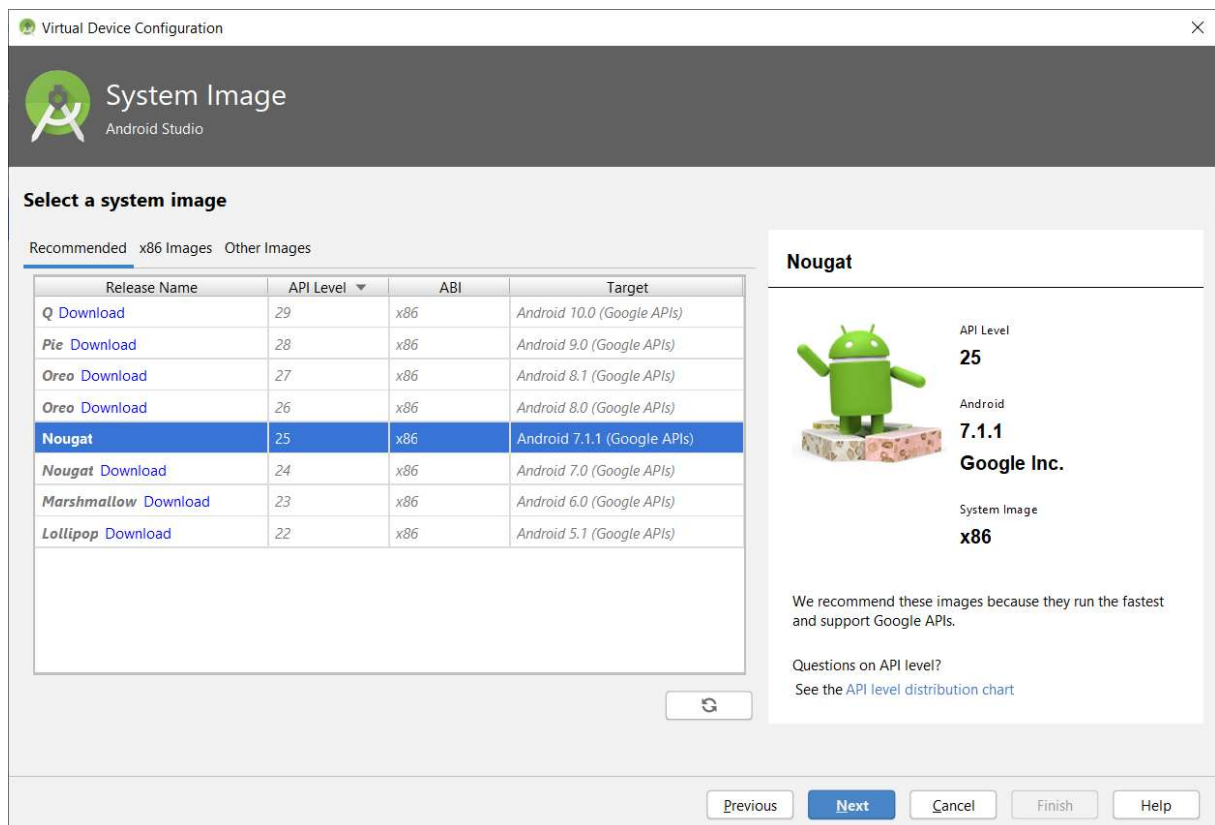 Virtual Device Configuration
System Image
Android Studio
Select a system image
Recommended x86 Images Other Images
Release Name API Level ABI Target
Q Download 29 x86 Android 10.0 (Google APIs)
Pie Download 28 x86 Android 9.0 (Google APIs)
Oreo Download 27 x86 Android 8.1 (Google APIs)
Oreo Download 26 x86 Android 8.0 (Google APIs)
Nougat 25 x86 Android 7.1.1 (Google APIs)
Nougat Download 24 x86 Android 7.0 (Google APIs)
Marshmallow Download 23 x86 Android 6.0 (Google APIs)
Lollipop Download 22 x86 Android 5.1 (Google APIs)
Nougat
API Level
25
Android
7.1.1
Google Inc.
System Image
x86
We recommend these images because they run the fastest
and support Google APIs.
Questions on API level?
See the API level distribution chart
Previous Next Cancel Finish Help